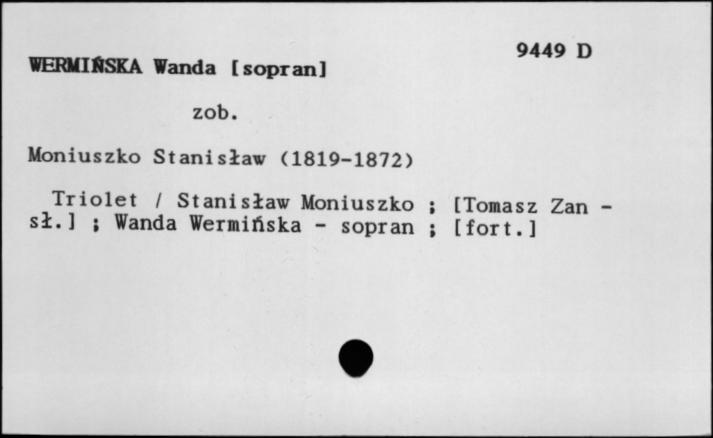 9449 D
WERMIŃSKA Wanda [sopran]
zob.
Moniuszko Stanisław (1819-1872)
Triolet / Stanisław Moniuszko ; [Tomasz Zan -
sł.] ; Wanda Wermińska - sopran ; [fort.]